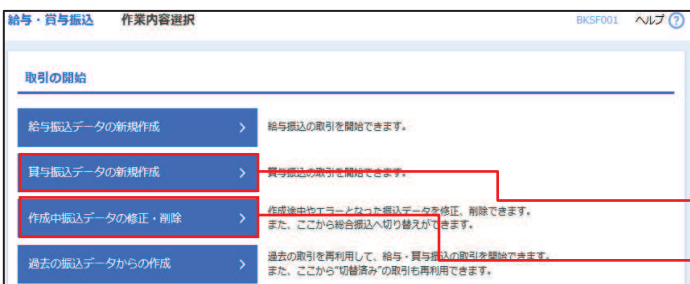 給与・賞与振込 作業内容選択 BKSF001 ヘルプ ?
取引の開始
給与振込データの新規作成 > 給与振込の取引を開始できます。
賞与振込データの新規作成 > 賞与振込の取引を開始できます。
作成中振込データの修正・削除 > 作成途中やエラーとなった振込データを修正、削除できます。
また、ここから総合振込へ切り替えができます。
過去の振込データからの作成 > 過去の取引を再利用して、給与・賞与振込の取引を開始できます。
また、ここから"切替済み"の取引も再利用できます。